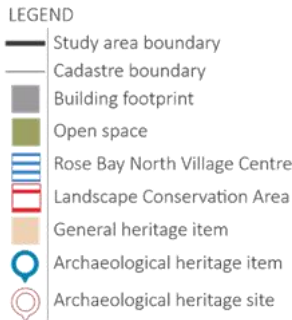 LEGEND
Study area boundary
Cadastre boundary
Building footprint
Open space
Rose Bay North Village Centre
Landscape Conservation Area
General heritage item
Archaeological heritage item
Archaeological heritage site